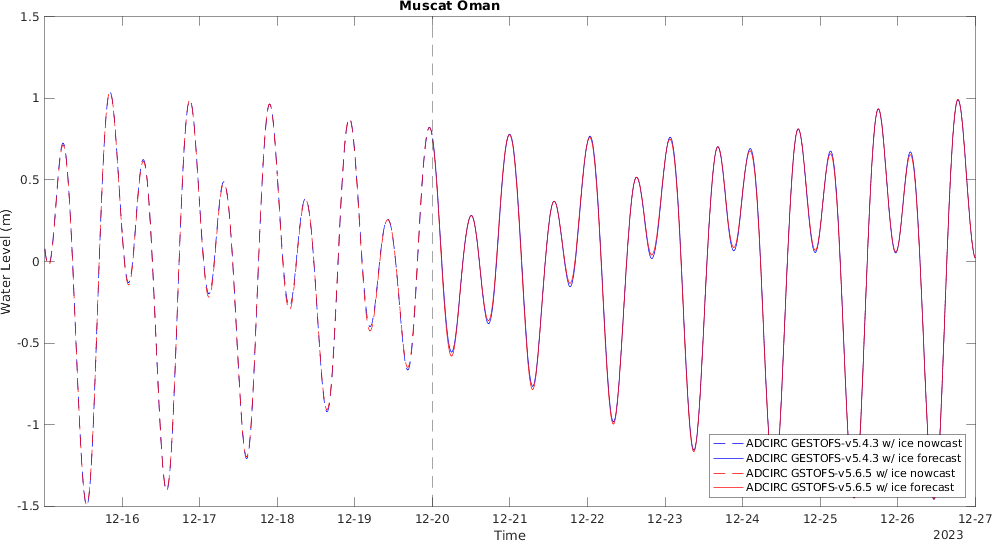 Muscat Oman
1.5
1
0.5
0
-0.5
-1
-1.5
Water Level (m)
ADCIRC GESTOFS-v5.4.3 w/ ice nowcast
ADCIRC GESTOFS-v5.4.3 w/ ice forecast
ADCIRC GSTOFS-v5.6.5 w/ ice nowcast
ADCIRC GSTOFS-v5.6.5 w/ ice forecast
12-16 12-17 12-18 12-19 12-20 12-21 12-22 12-23 12-24 12-25 12-26 12-27
Time
2023